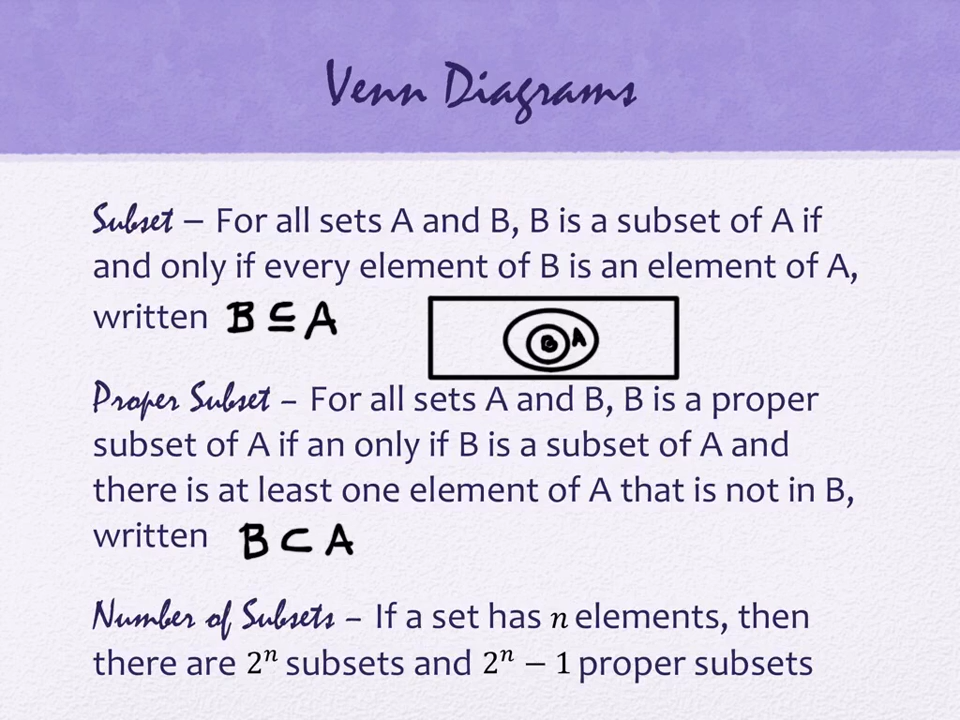 Venn Diagrams
Subset – For all sets A and B, B is a subset of A if
and only if every element of B is an element of A,
written B ⊆ A
B A
Proper Subset – For all sets A and B, B is a proper
subset of A if an only if B is a subset of A and
there is at least one element of A that is not in B,
written B ⊂ A
Number of Subsets – If a set has n elements, then
there are 2ⁿ subsets and 2ⁿ − 1 proper subsets